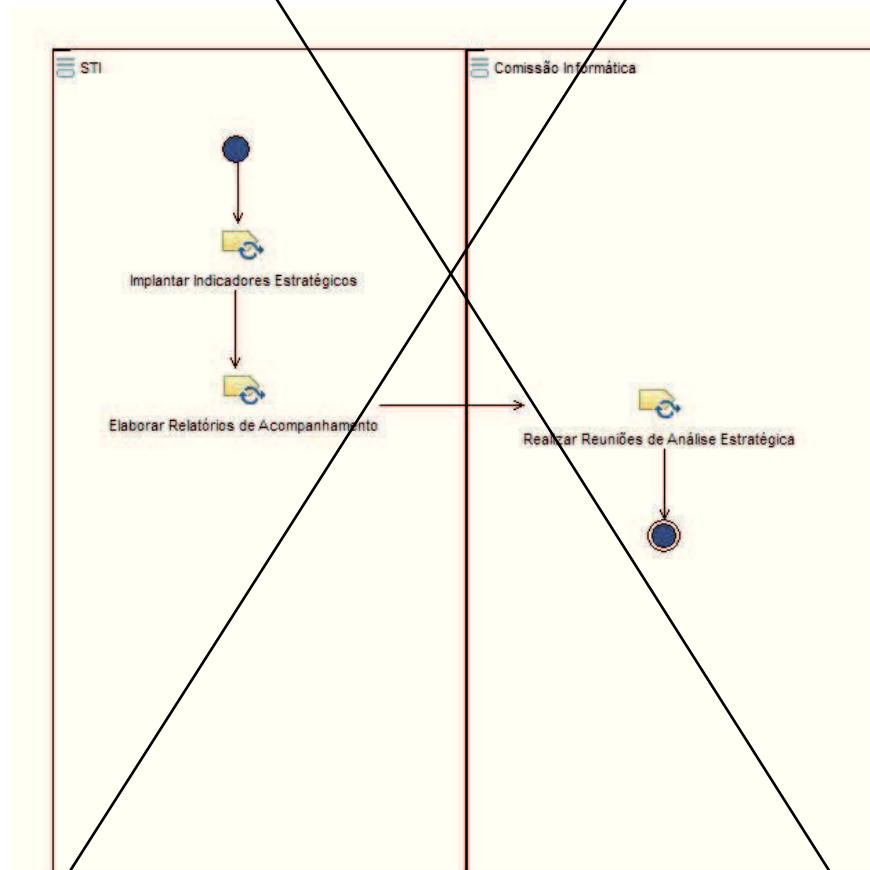 STI
Comissão Informática
Implantar Indicadores Estratégicos
Elaborar Relatórios de Acompanhamento
Realizar Reuniões de Análise Estratégica